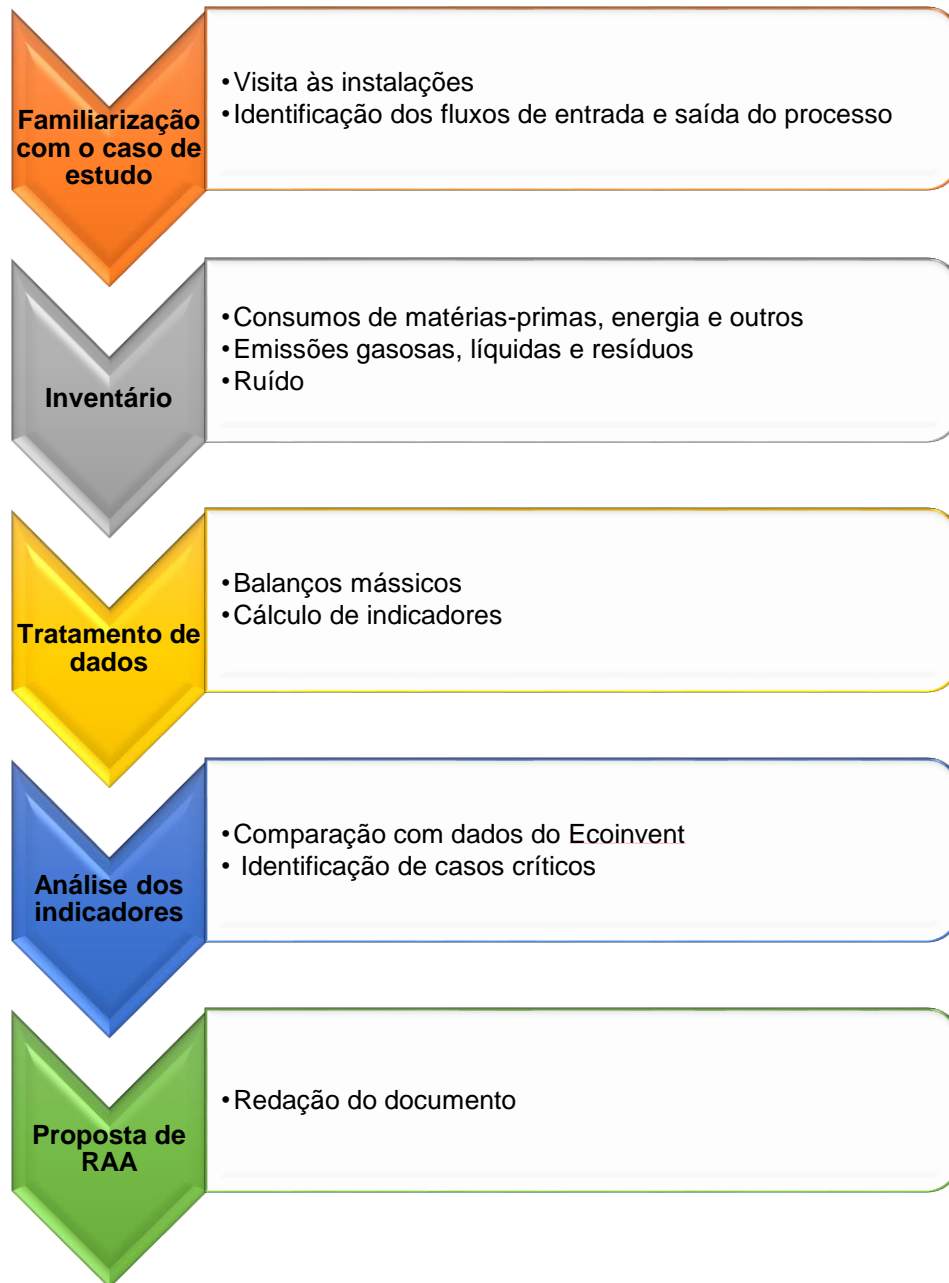 Familiarização
com o caso de
estudo
•Visita às instalações
•Identificação dos fluxos de entrada e saída do processo
Inventário
•Consumos de matérias-primas, energia e outros
•Emissões gasosas, líquidas e resíduos
•Ruído
Tratamento de
dados
•Balanços mássicos
•Cálculo de indicadores
Análise dos
indicadores
•Comparação com dados do Ecoinvent
• Identificação de casos críticos
Proposta de
RAA
•Redação do documento